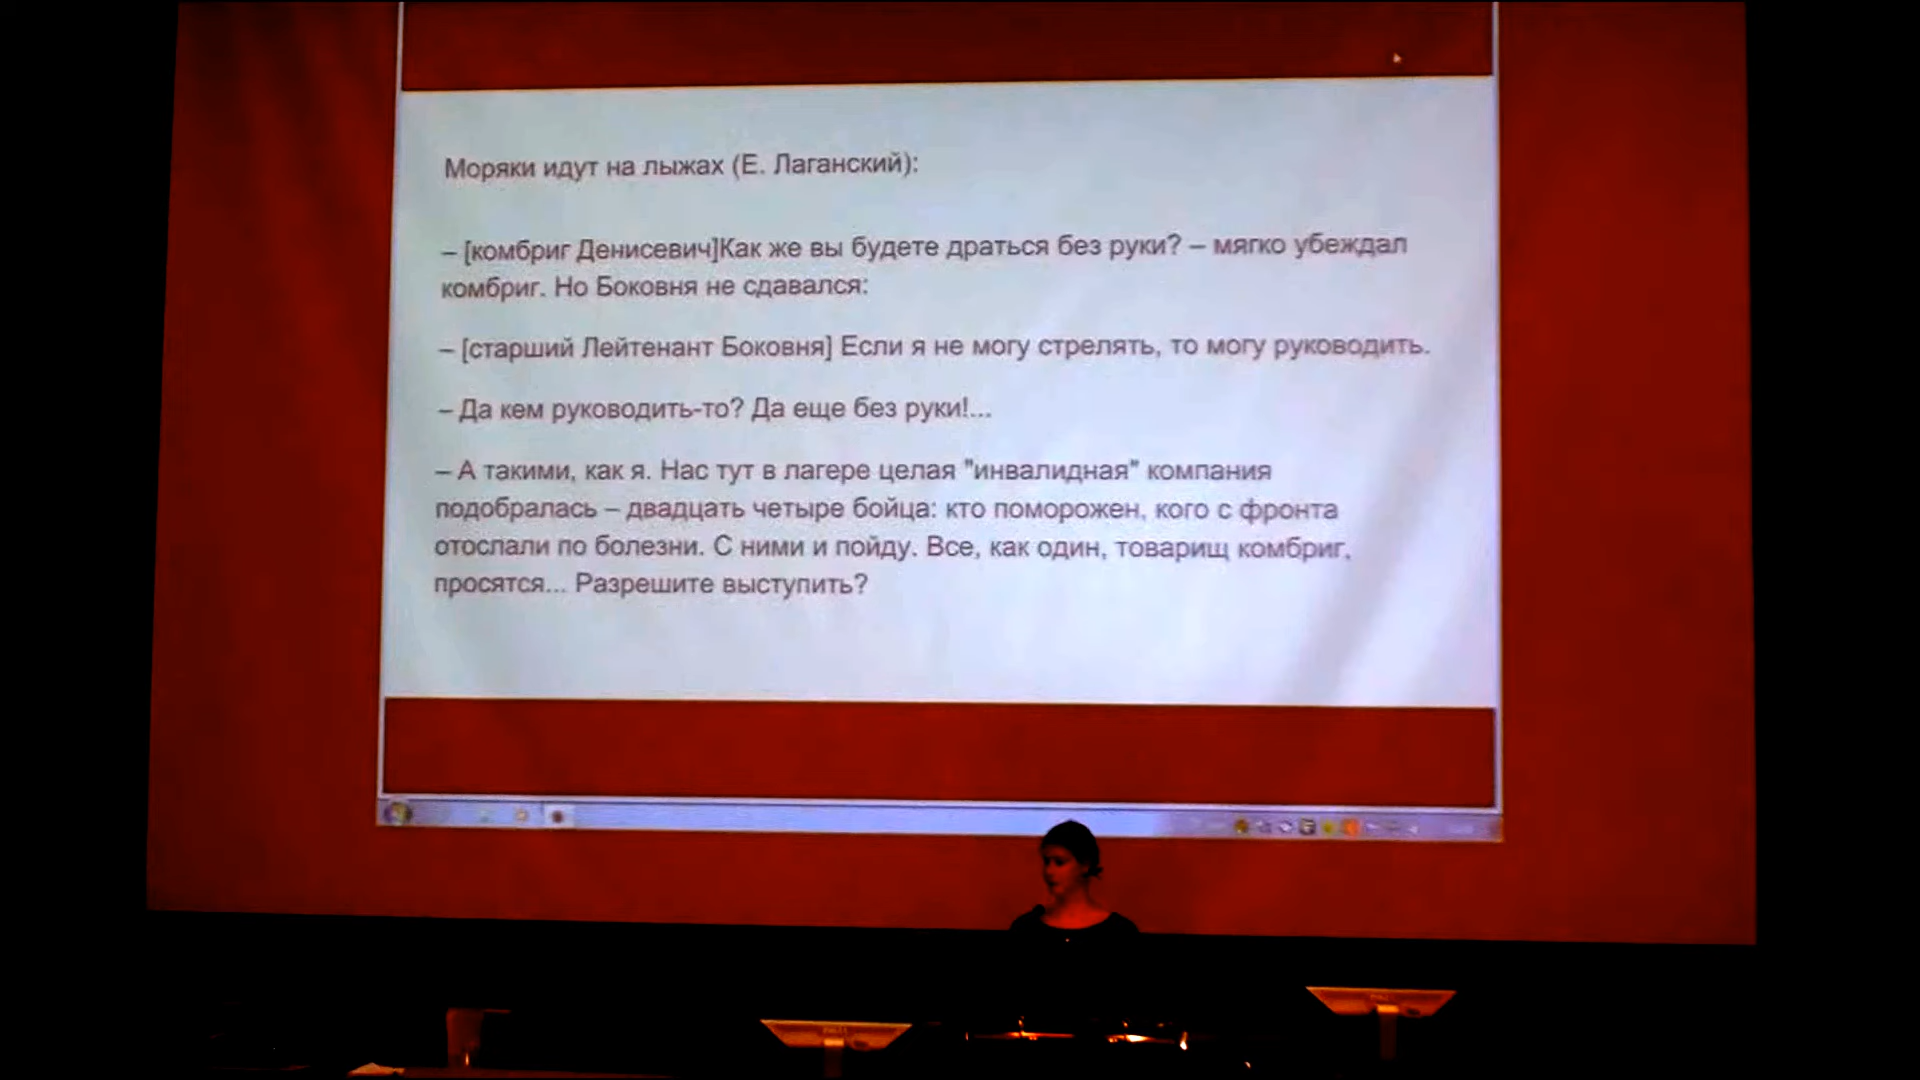 Моряки идут на лыжах (Е. Лаганский):
– [комбриг Денисевич]Как же вы будете драться без руки? – мягко убеждал
комбриг. Но Боковня не сдавался:
– [старший Лейтенант Боковня] Если я не могу стрелять, то могу руководить.
– Да кем руководить-то? Да еще без руки!...
– А такими, как я. Нас тут в лагере целая "инвалидная" компания
подобралась – двадцать четыре бойца: кто поморожен, кого с фронта
отослали по болезни. С ними и пойду. Все, как один, товарищ комбриг,
просятся... Разрешите выступить?